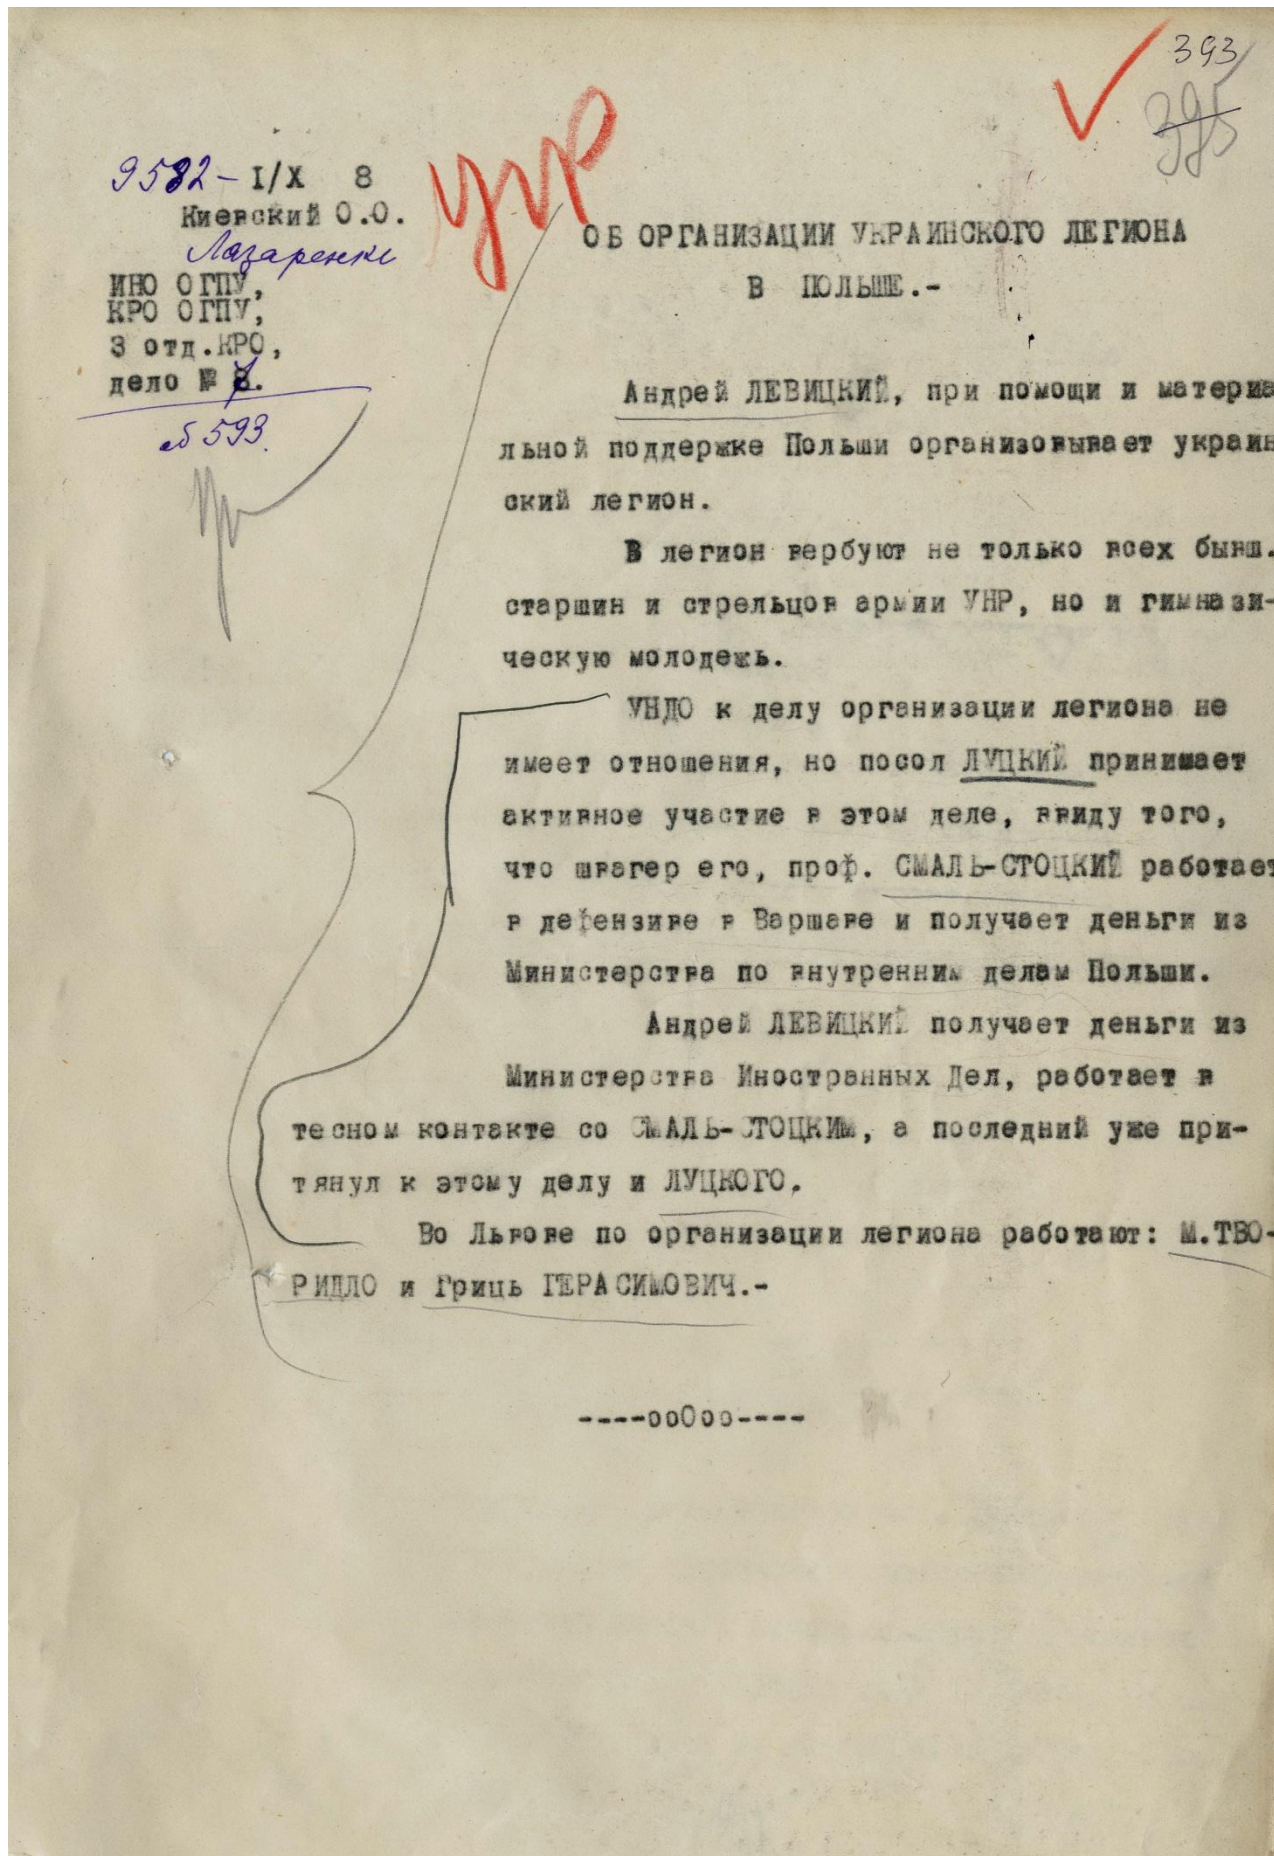 393
395
унр
9582 - I/X 8
Киевский О.О.
Лазаренко
ИНО ОГПУ,
КРО ОГПУ,
3 отд.КРО,
дело № 7.
об 593.
ОБ ОРГАНИЗАЦИИ УКРАИНСКОГО ЛЕГИОНА
В ПОЛЬШЕ.-
Андрей ЛЕВИЦКИЙ, при помощи и материа
льной поддержке Польши организовывает украин
ский легион.
В легион вербуют не только всех бывш.
старшин и стрельцов армии УНР, но и гимнази-
ческую молодежь.
УНДО к делу организации легиона не
имеет отношения, но посол ЛУЦКИЙ принимает
активное участие в этом деле, ввиду того,
что швагер его, проф. СМАЛЬ-СТОЦКИЙ работает
в дефензиве в Варшаве и получает деньги из
Министерства по внутренним делам Польши.
Андрей ЛЕВИЦКИЙ получает деньги из
Министерства Иностранных Дел, работает в
тесном контакте со СМАЛЬ-СТОЦКИМ, а последний уже при-
тянул к этому делу и ЛУЦКОГО.
Во Львове по организации легиона работают: М.ТВО-
РИДЛО и Гриць ГЕРАСИМОВИЧ.-
----ооОоо----